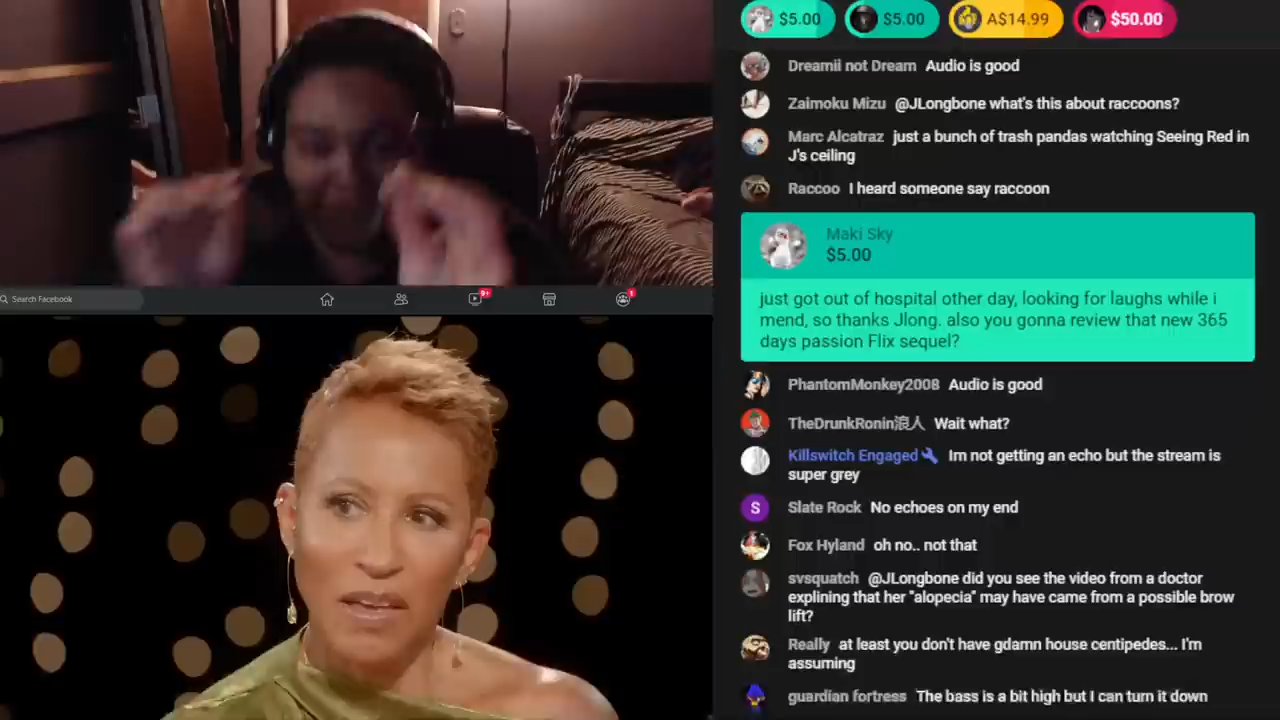 $5.00
$5.00
A$14.99
$50.00
Dreamii not Dream Audio is good
Zaimoku Mizu @JLongbone what's this about raccoons?
Marc Alcatraz just a bunch of trash pandas watching Seeing Red in
J's ceiling
Raccoo I heard someone say raccoon
Maki Sky
$5.00
just got out of hospital other day, looking for laughs while i
mend, so thanks Jlong. also you gonna review that new 365
days passion Flix sequel?
PhantomMonkey2008 Audio is good
TheDrunkRonin浪人 Wait what?
Killswitch Engaged Im not getting an echo but the stream is
super grey
S
Slate Rock No echoes on my end
Fox Hyland oh no.. not that
svsquatch @JLongbone did you see the video from a doctor
explining that her "alopecia" may have came from a possible brow
lift?
Really at least you don't have gdamn house centipedes... I'm
assuming
guardian fortress The bass is a bit high but I can turn it down
Search Facebook
9+
1